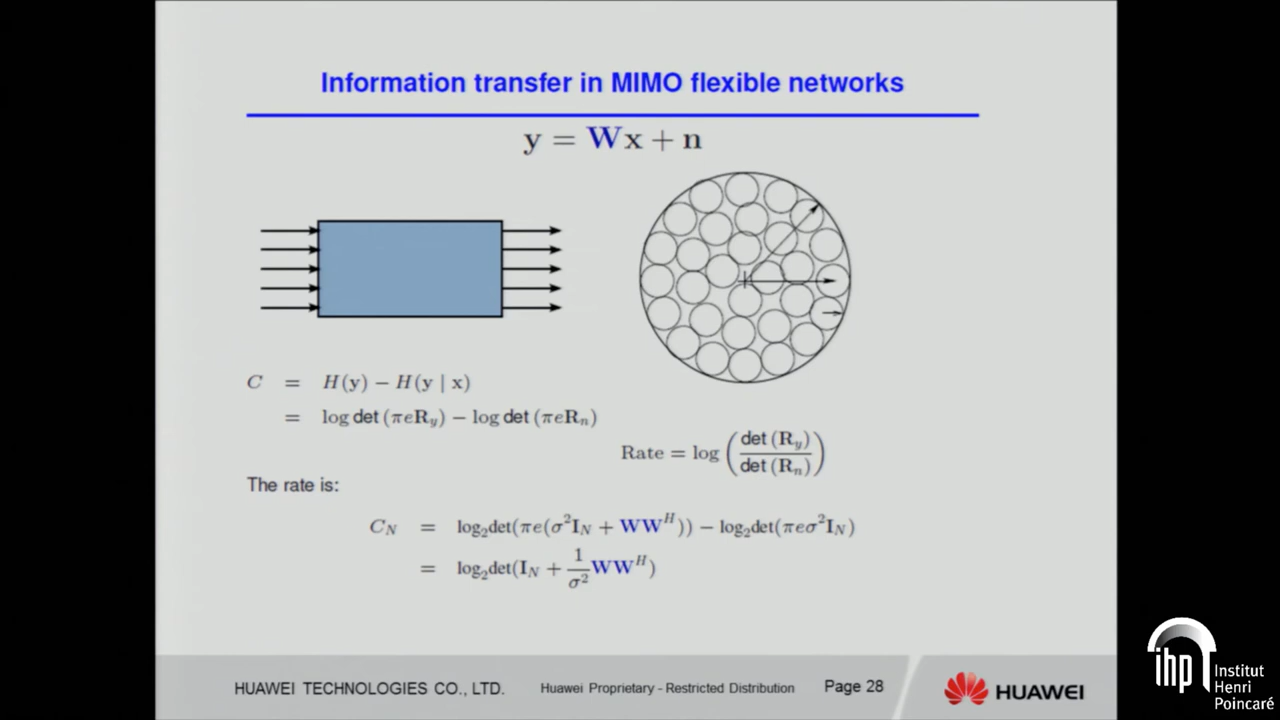 Information transfer in MIMO flexible networks
y = Wx + n
C = H(y) − H(y | x)
= log det (πeR_y) − log det (πeR_n)
Rate = log ( det (R_y) / det (R_n) )
The rate is:
C_N = log₂det(πe(σ²I_N + WW^H)) − log₂det(πeσ²I_N)
= log₂det(I_N + 1/σ² WW^H)
HUAWEI TECHNOLOGIES CO., LTD.
Huawei Proprietary - Restricted Distribution
Page 28
HUAWEI
ihp
Institut
Henri
Poincaré